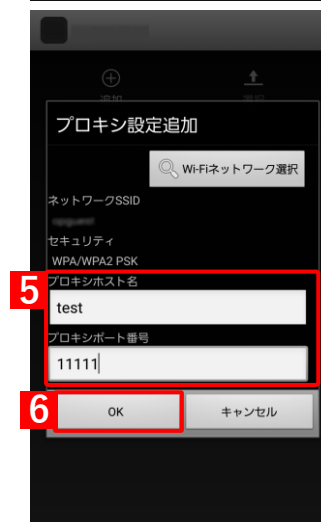 追加
プロキシ設定追加
Wi-Fiネットワーク選択
ネットワークSSID
セキュリティ
WPA/WPA2 PSK
5
プロキシホスト名
test
プロキシポート番号
11111
6
OK
キャンセル